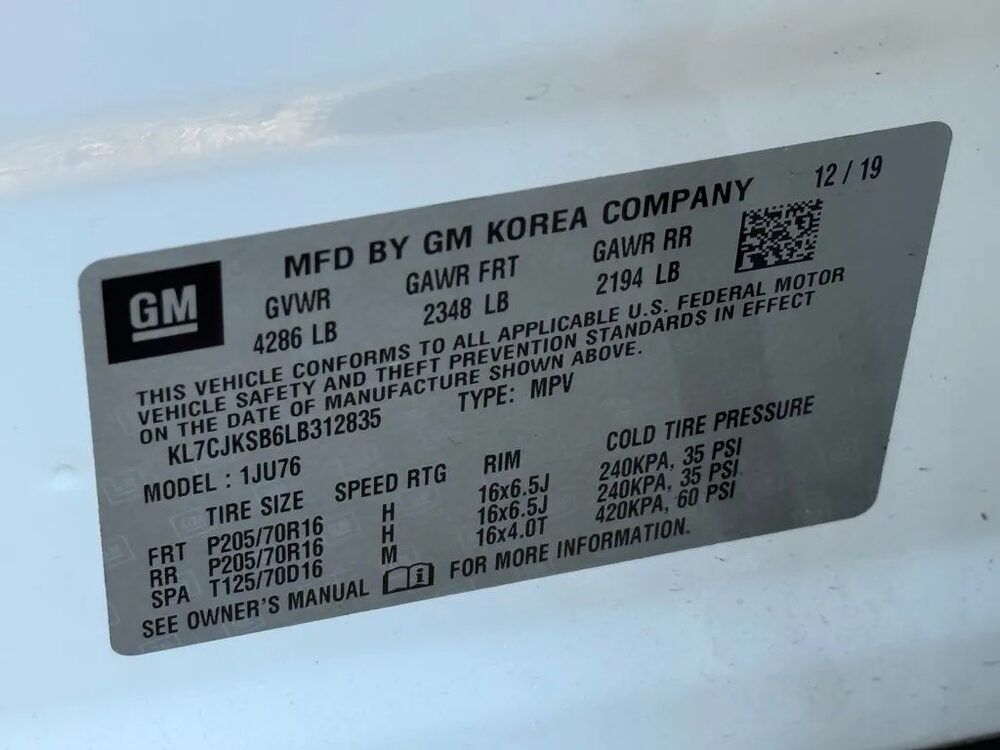 MFD BY GM KOREA COMPANY 12 / 19
GM
GVWR GAWR FRT GAWR RR
4286 LB 2348 LB 2194 LB
THIS VEHICLE CONFORMS TO ALL APPLICABLE U.S. FEDERAL MOTOR
VEHICLE SAFETY AND THEFT PREVENTION STANDARDS IN EFFECT
ON THE DATE OF MANUFACTURE SHOWN ABOVE.
KL7CJKSB6LB312835 TYPE: MPV
MODEL : 1JU76
TIRE SIZE SPEED RTG RIM COLD TIRE PRESSURE
FRT P205/70R16 H 16x6.5J 240KPA, 35 PSI
RR P205/70R16 H 16x6.5J 240KPA, 35 PSI
SPA T125/70D16 M 16x4.0T 420KPA, 60 PSI
SEE OWNER'S MANUAL FOR MORE INFORMATION.